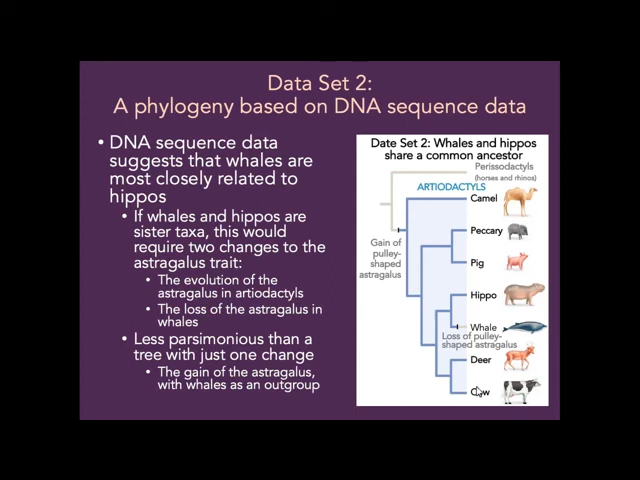 Data Set 2:
A phylogeny based on DNA sequence data
• DNA sequence data
suggests that whales are
most closely related to
hippos
• If whales and hippos are
sister taxa, this would
require two changes to the
astragalus trait:
• The evolution of the
astragalus in artiodactyls
• The loss of the astragalus in
whales
• Less parsimonious than a
tree with just one change
• The gain of the astragalus,
with whales as an outgroup
Date Set 2: Whales and hippos
share a common ancestor
Perissodactyls
(horses and rhinos)
ARTIODACTYLS
Camel
Peccary
Gain of
pulley-
shaped
astragalus
Pig
Hippo
Whale
Loss of pulley-
shaped astragalus
Deer
Cow